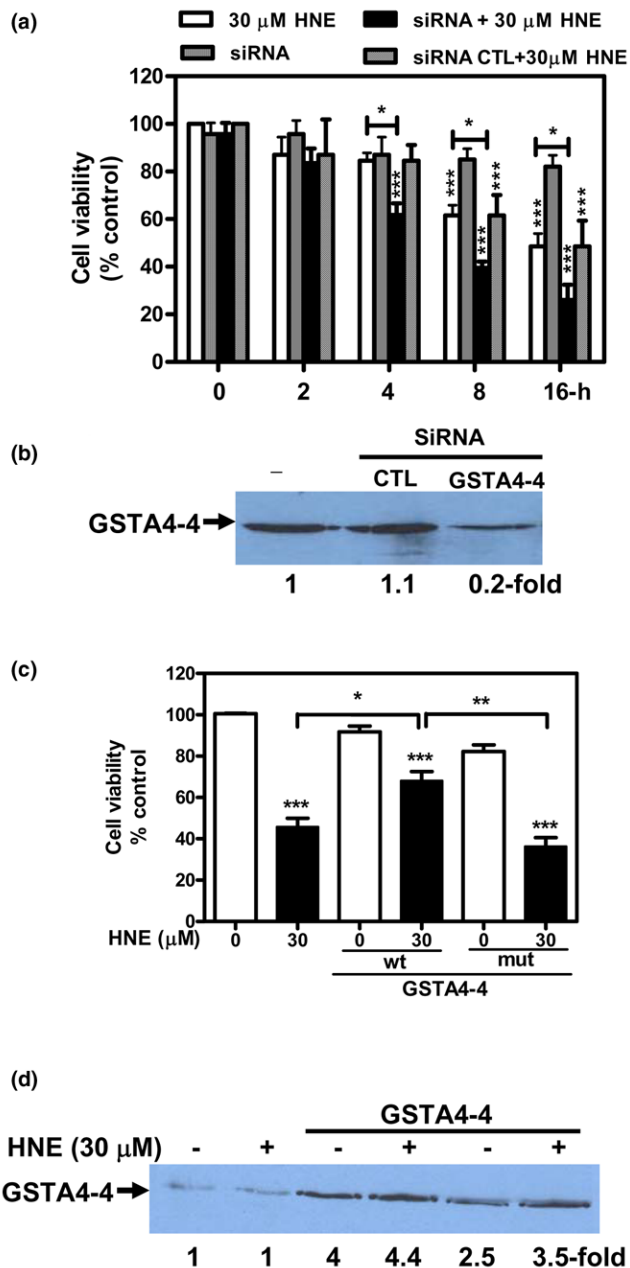 (a)
30 μM HNE
siRNA + 30 μM HNE
siRNA
siRNA CTL+30μM HNE
Cell viability
(% control)
120
100
80
60
40
20
0
*
*
*
***
***
***
***
***
***
***
0
2
4
8
16-h
(b)
SiRNA
–
CTL
GSTA4-4
GSTA4-4
1
1.1
0.2-fold
(c)
Cell viability
% control
120
100
80
60
40
20
0
*
**
***
***
***
HNE (μM)
0
30
0
30
0
30
wt
mut
GSTA4-4
(d)
GSTA4-4
HNE (30 μM)
-
+
-
+
-
+
GSTA4-4
1
1
4
4.4
2.5
3.5-fold